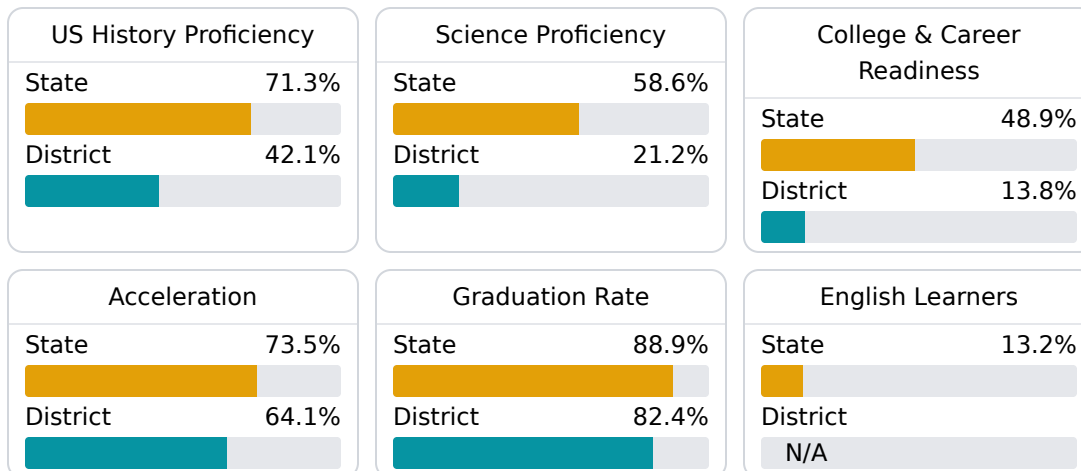 US History Proficiency
State 71.3%
District 42.1%
Science Proficiency
State 58.6%
District 21.2%
College & Career
Readiness
State 48.9%
District 13.8%
Acceleration
State 73.5%
District 64.1%
Graduation Rate
State 88.9%
District 82.4%
English Learners
State 13.2%
District
N/A